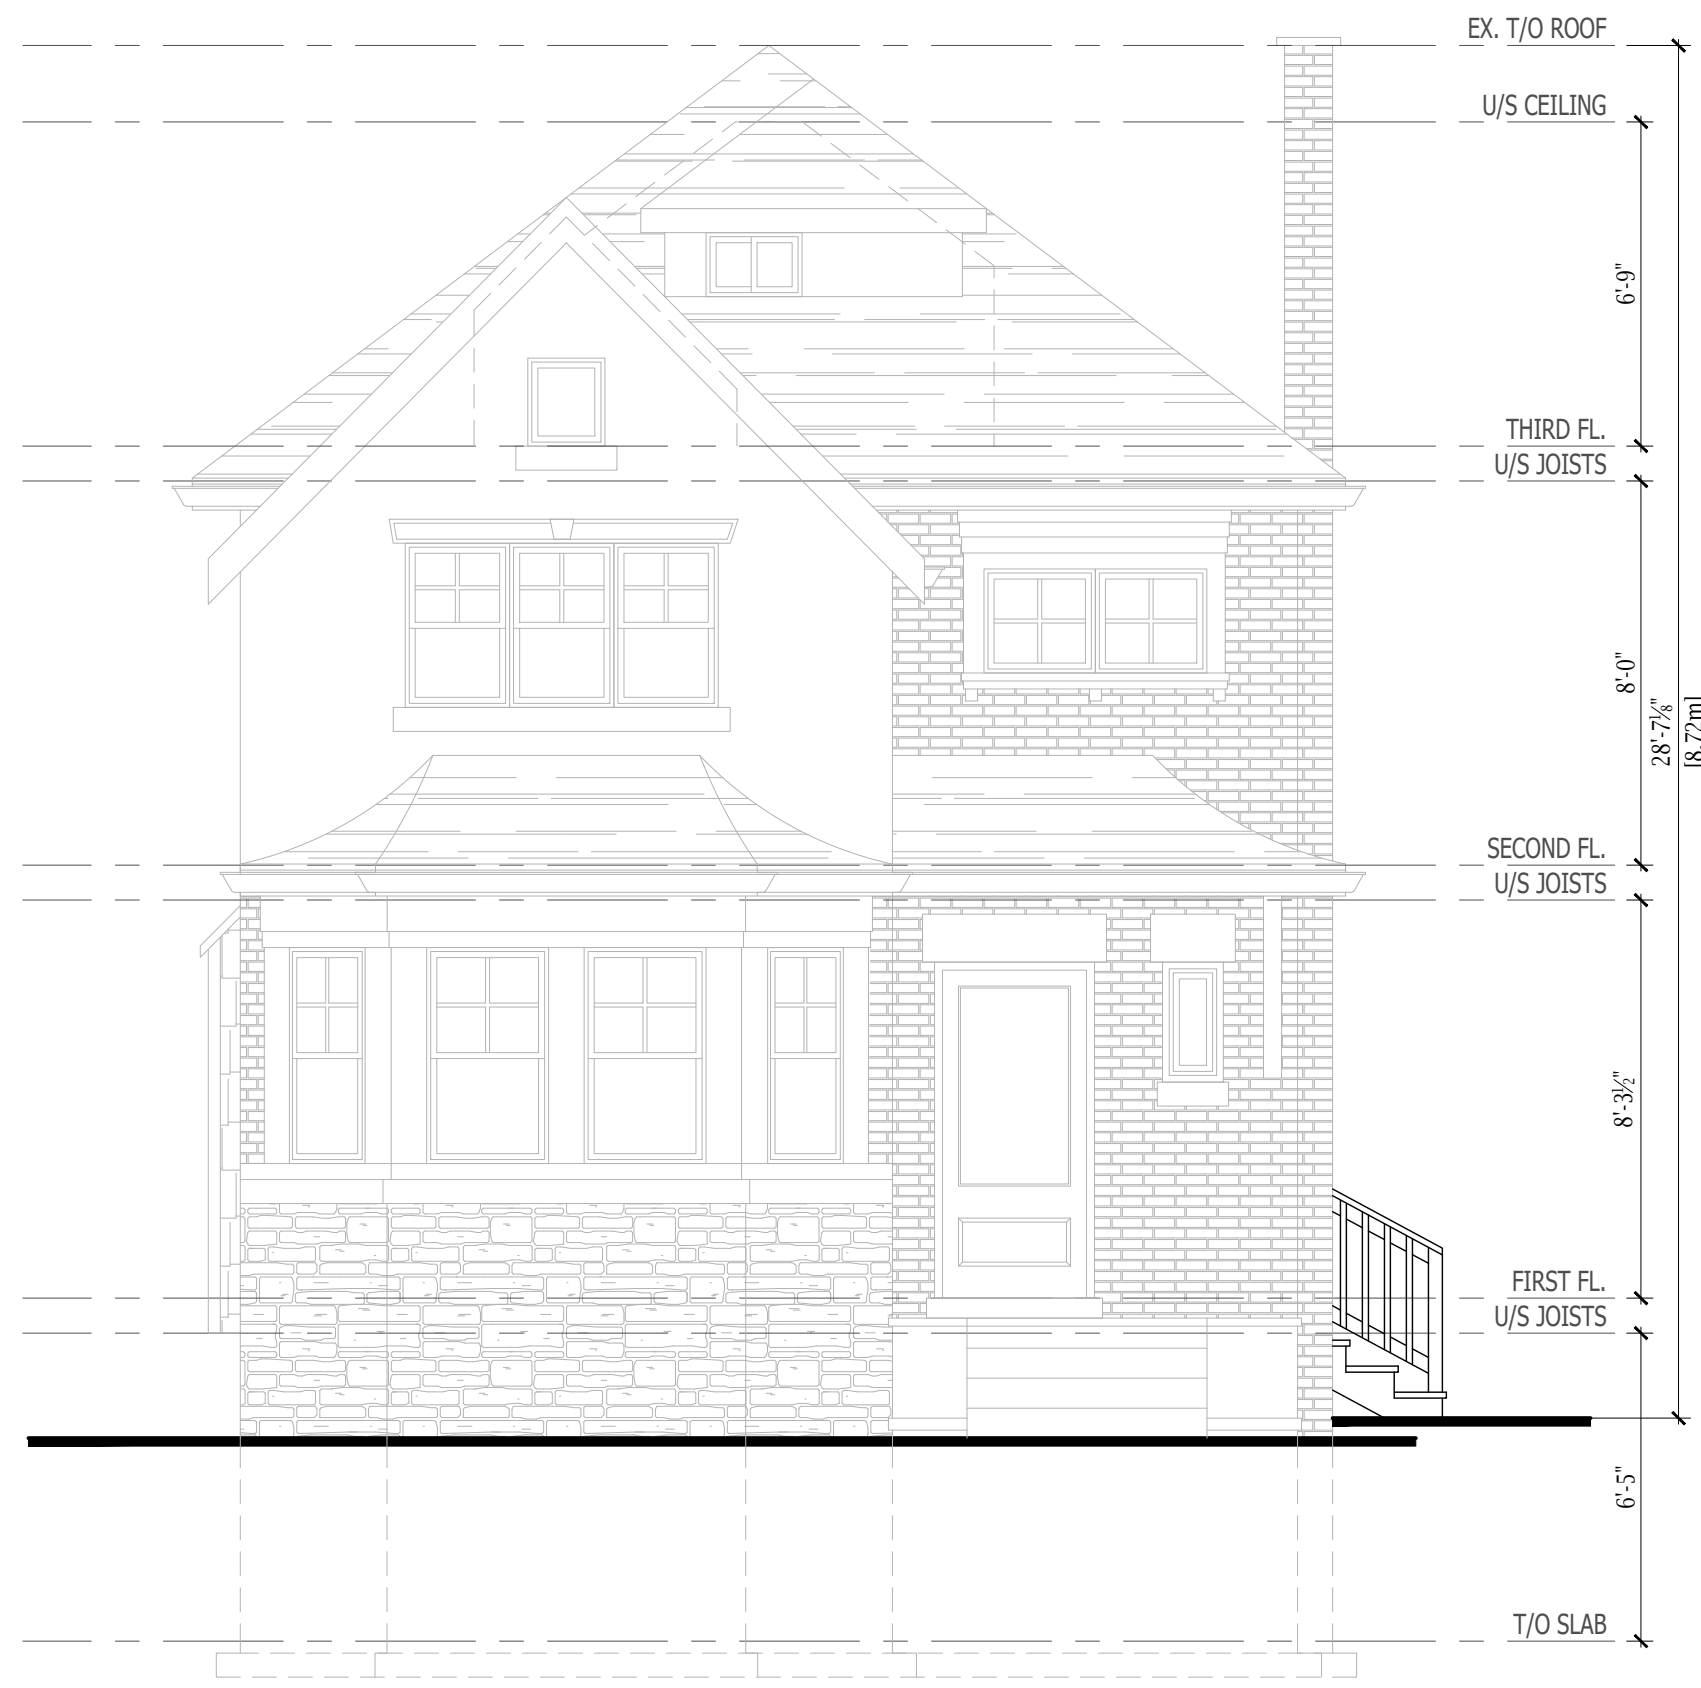 EX. T/O ROOF
U/S CEILING
6'-9"
THIRD FL.
U/S JOISTS
8'-0"
28'-7⅛"
[8.72m]
SECOND FL.
U/S JOISTS
8'-3½"
FIRST FL.
U/S JOISTS
6'-5"
T/O SLAB